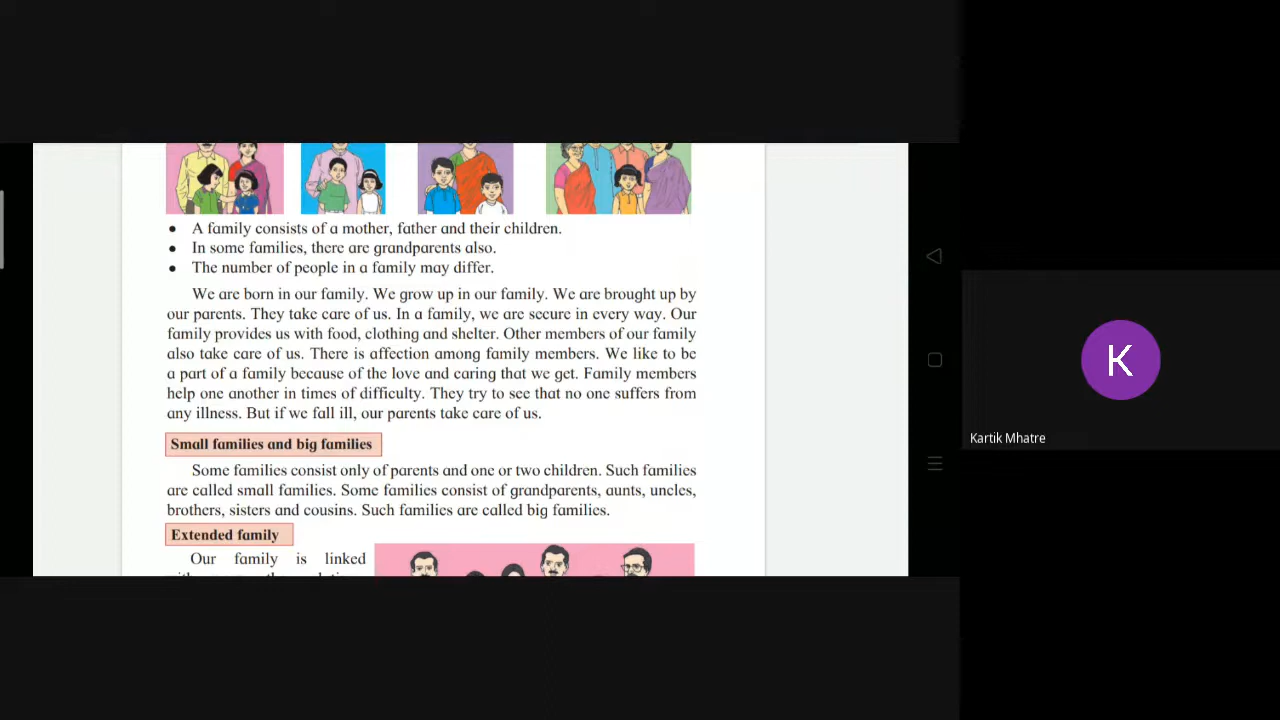 • A family consists of a mother, father and their children.
• In some families, there are grandparents also.
• The number of people in a family may differ.
We are born in our family. We grow up in our family. We are brought up by
our parents. They take care of us. In a family, we are secure in every way. Our
family provides us with food, clothing and shelter. Other members of our family
also take care of us. There is affection among family members. We like to be
a part of a family because of the love and caring that we get. Family members
help one another in times of difficulty. They try to see that no one suffers from
any illness. But if we fall ill, our parents take care of us.
Small families and big families
Some families consist only of parents and one or two children. Such families
are called small families. Some families consist of grandparents, aunts, uncles,
brothers, sisters and cousins. Such families are called big families.
Extended family
Our family is linked
K
Kartik Mhatre